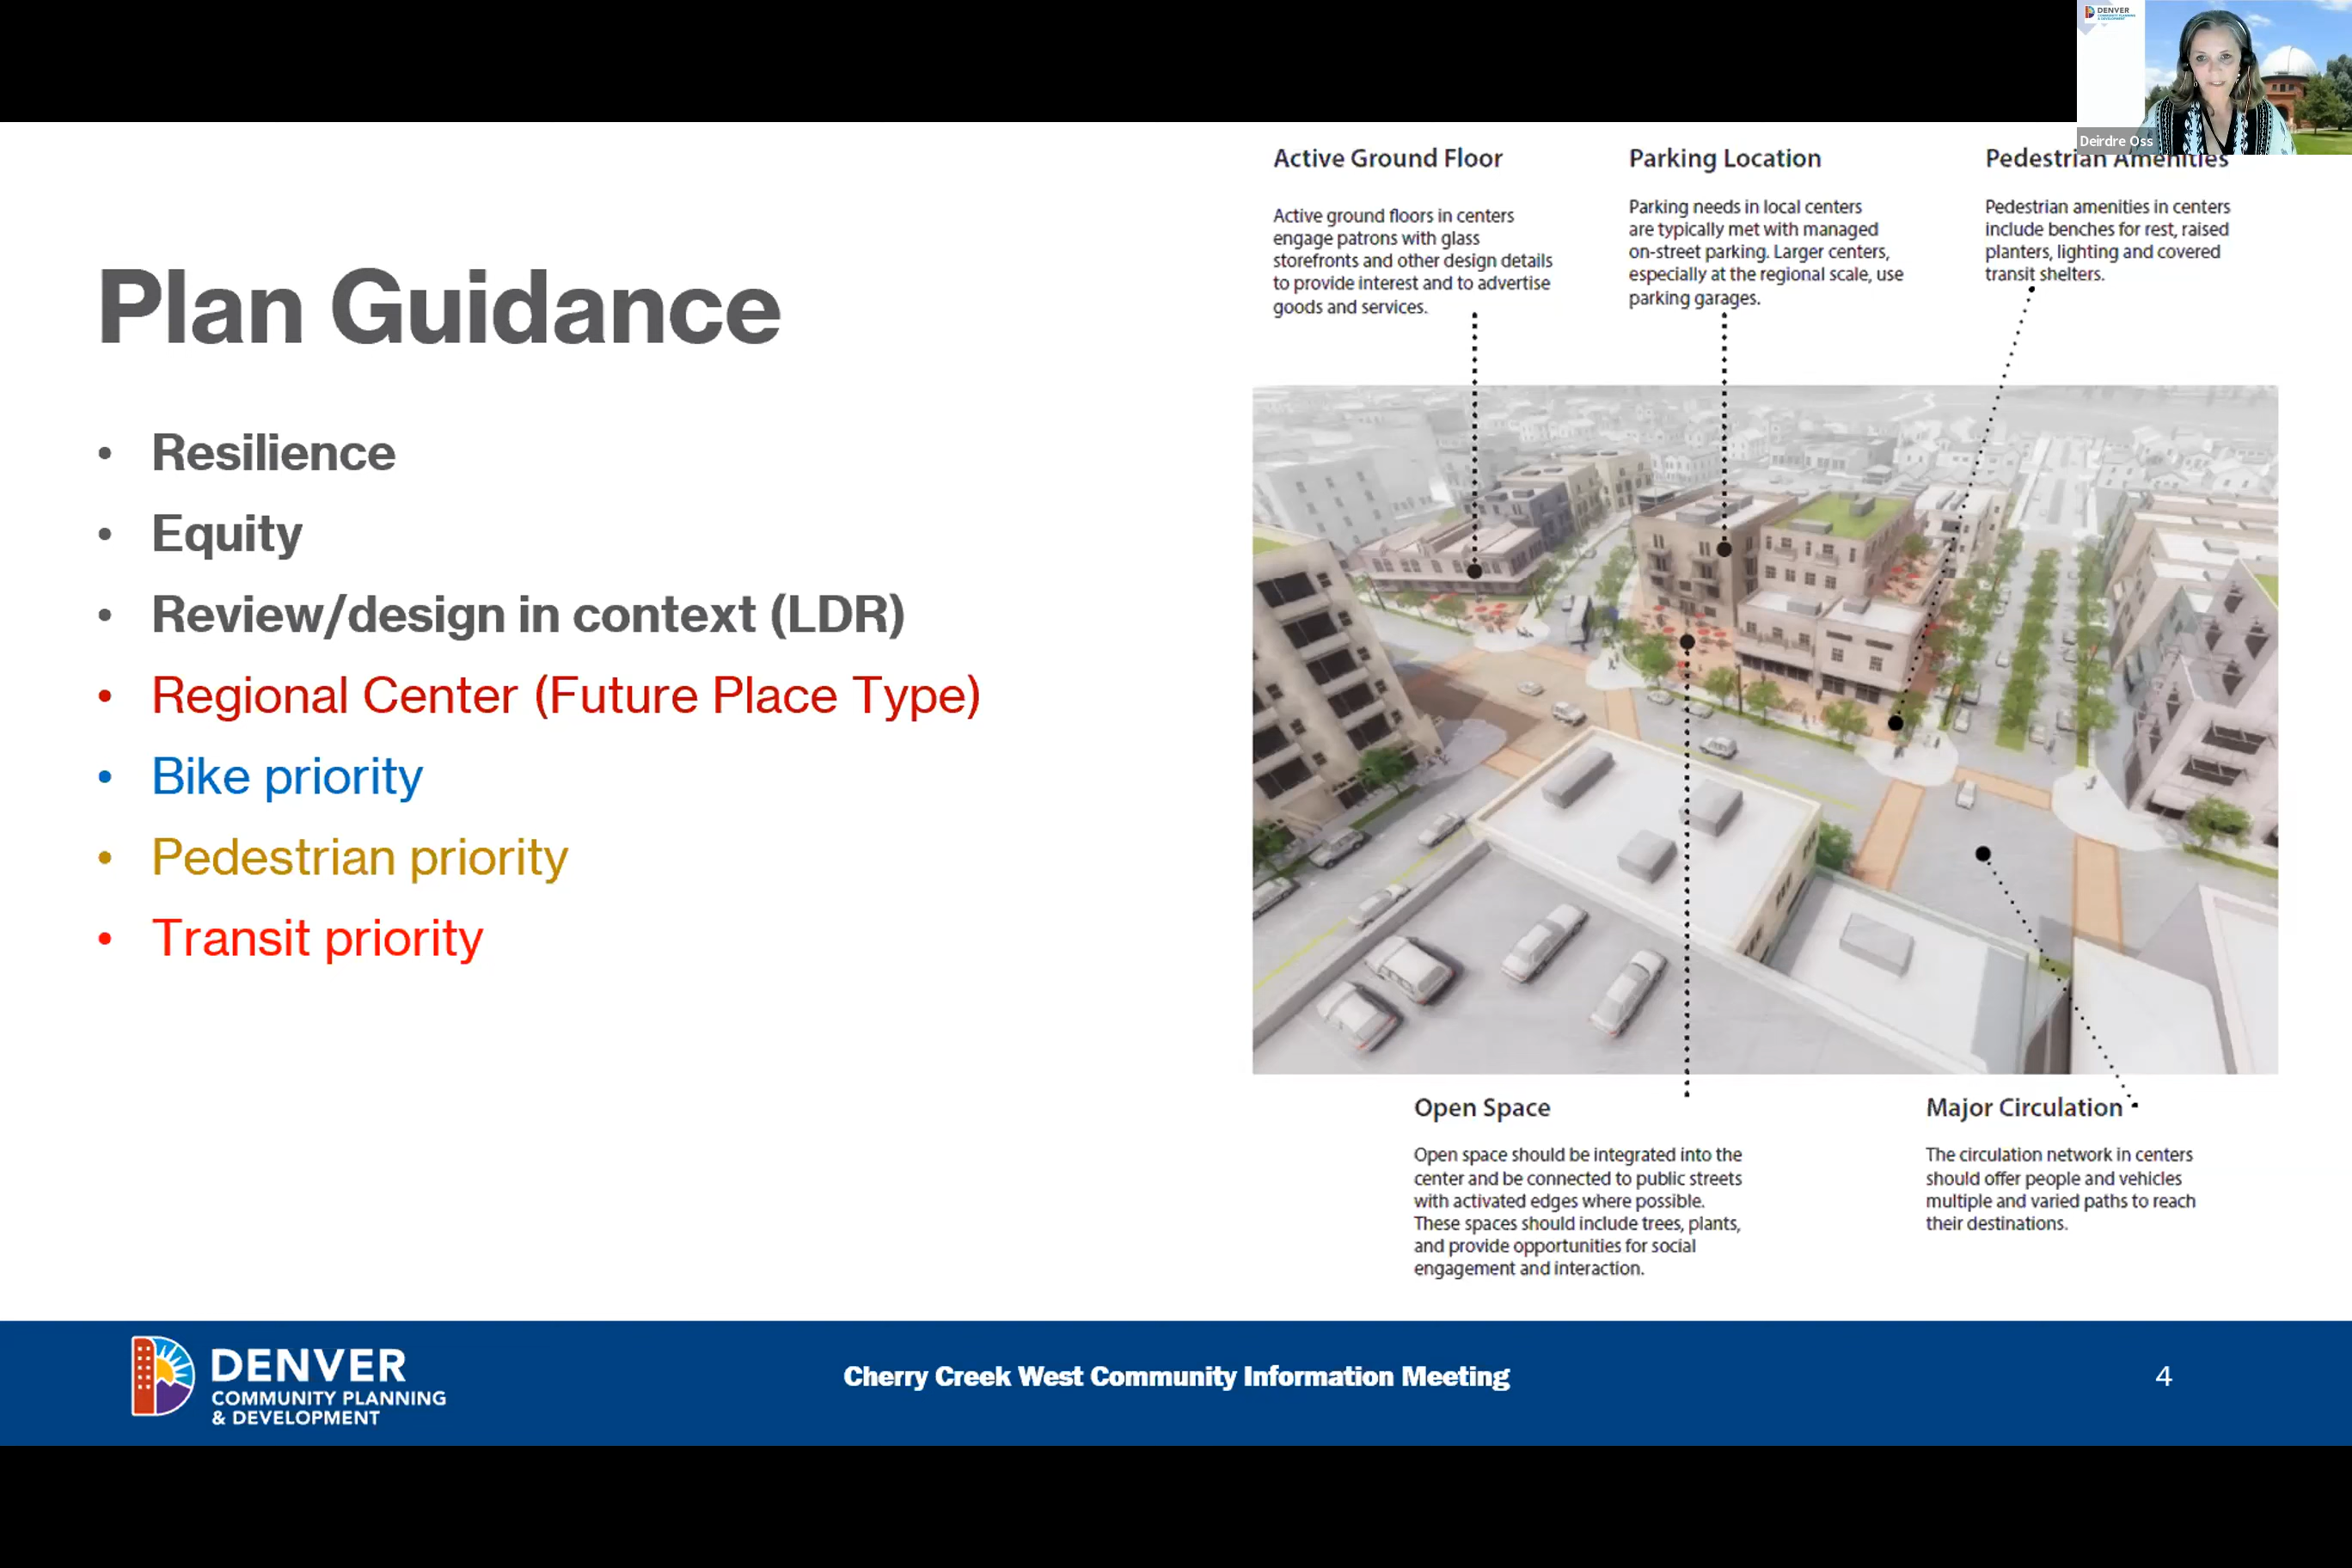 DENVER
COMMUNITY PLANNING
& DEVELOPMENT
Deirdre Oss
Plan Guidance
• Resilience
• Equity
• Review/design in context (LDR)
• Regional Center (Future Place Type)
• Bike priority
• Pedestrian priority
• Transit priority
Active Ground Floor
Active ground floors in centers
engage patrons with glass
storefronts and other design details
to provide interest and to advertise
goods and services.
Parking Location
Parking needs in local centers
are typically met with managed
on-street parking. Larger centers,
especially at the regional scale, use
parking garages.
Pedestrian Amenities
Pedestrian amenities in centers
include benches for rest, raised
planters, lighting and covered
transit shelters.
Open Space
Open space should be integrated into the
center and be connected to public streets
with activated edges where possible.
These spaces should include trees, plants,
and provide opportunities for social
engagement and interaction.
Major Circulation
The circulation network in centers
should offer people and vehicles
multiple and varied paths to reach
their destinations.
DENVER
COMMUNITY PLANNING
& DEVELOPMENT
Cherry Creek West Community Information Meeting
4